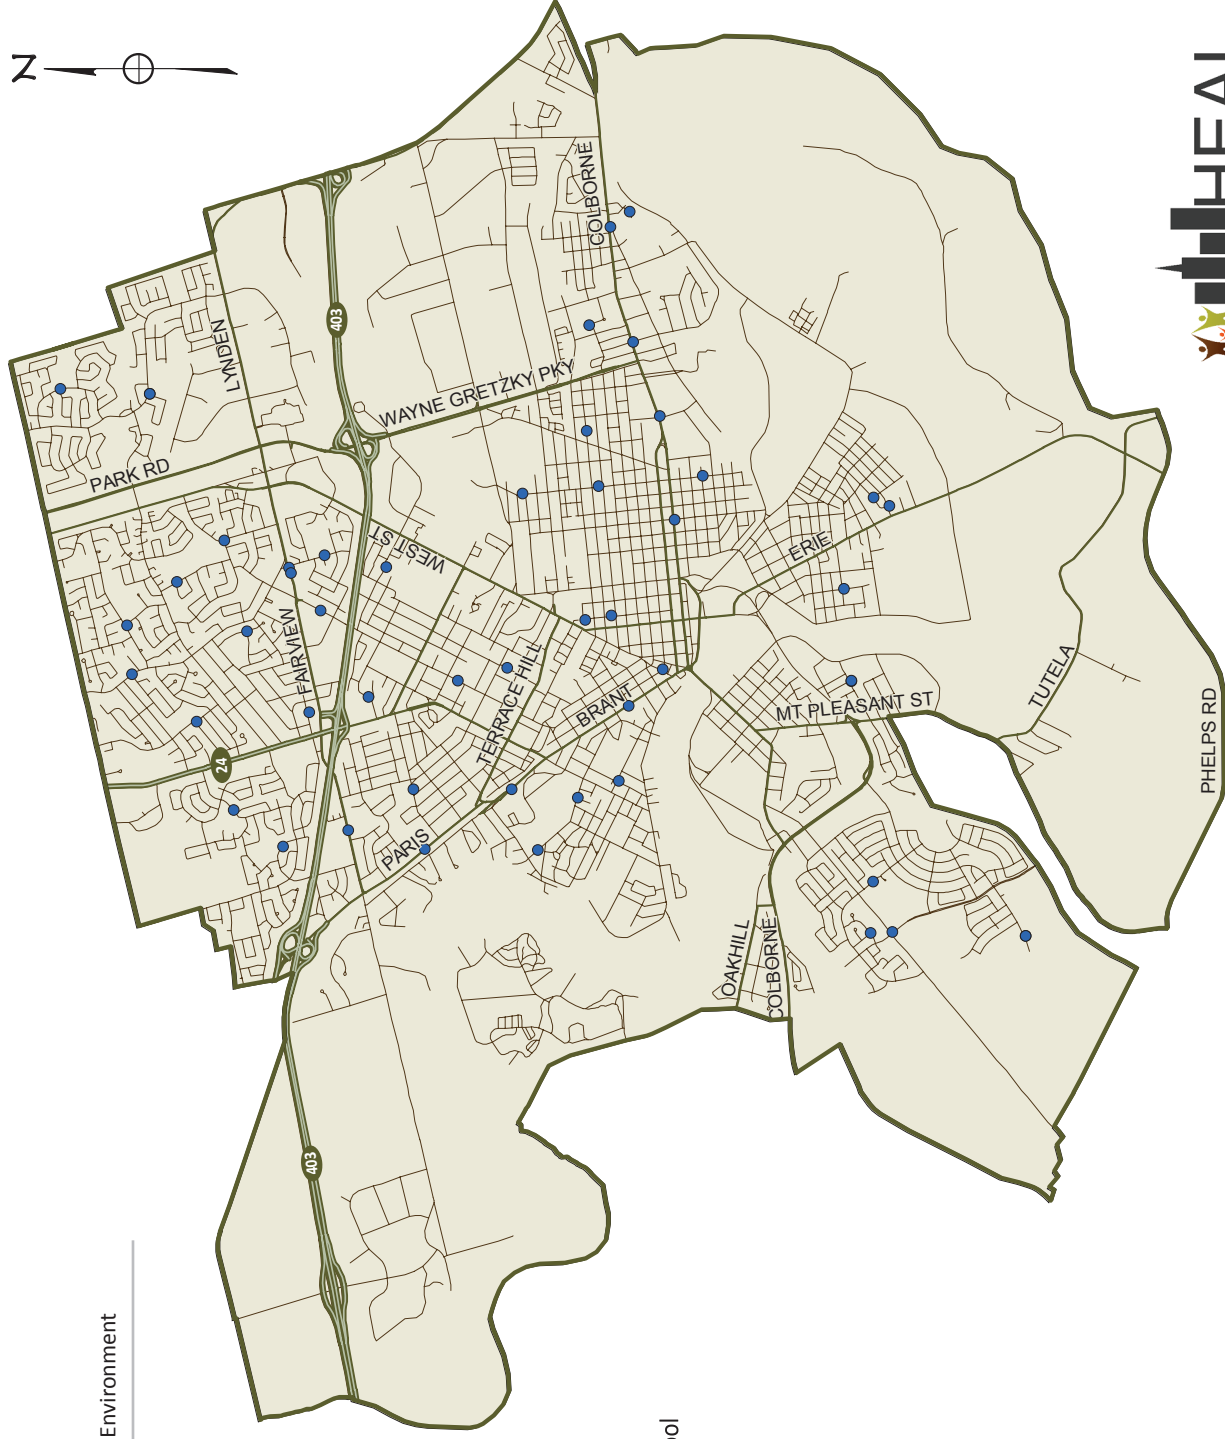 Environment
N
PARK RD
LYNDEN
403
WAYNE GRETZKY PKY
COLBORNE
WEST ST
FAIRVIEW
24
TERRACE HILL
BRANT
PARIS
ERIE
MT PLEASANT ST
TUTELA
PHELPS RD
OAKHILL
COLBORNE
403